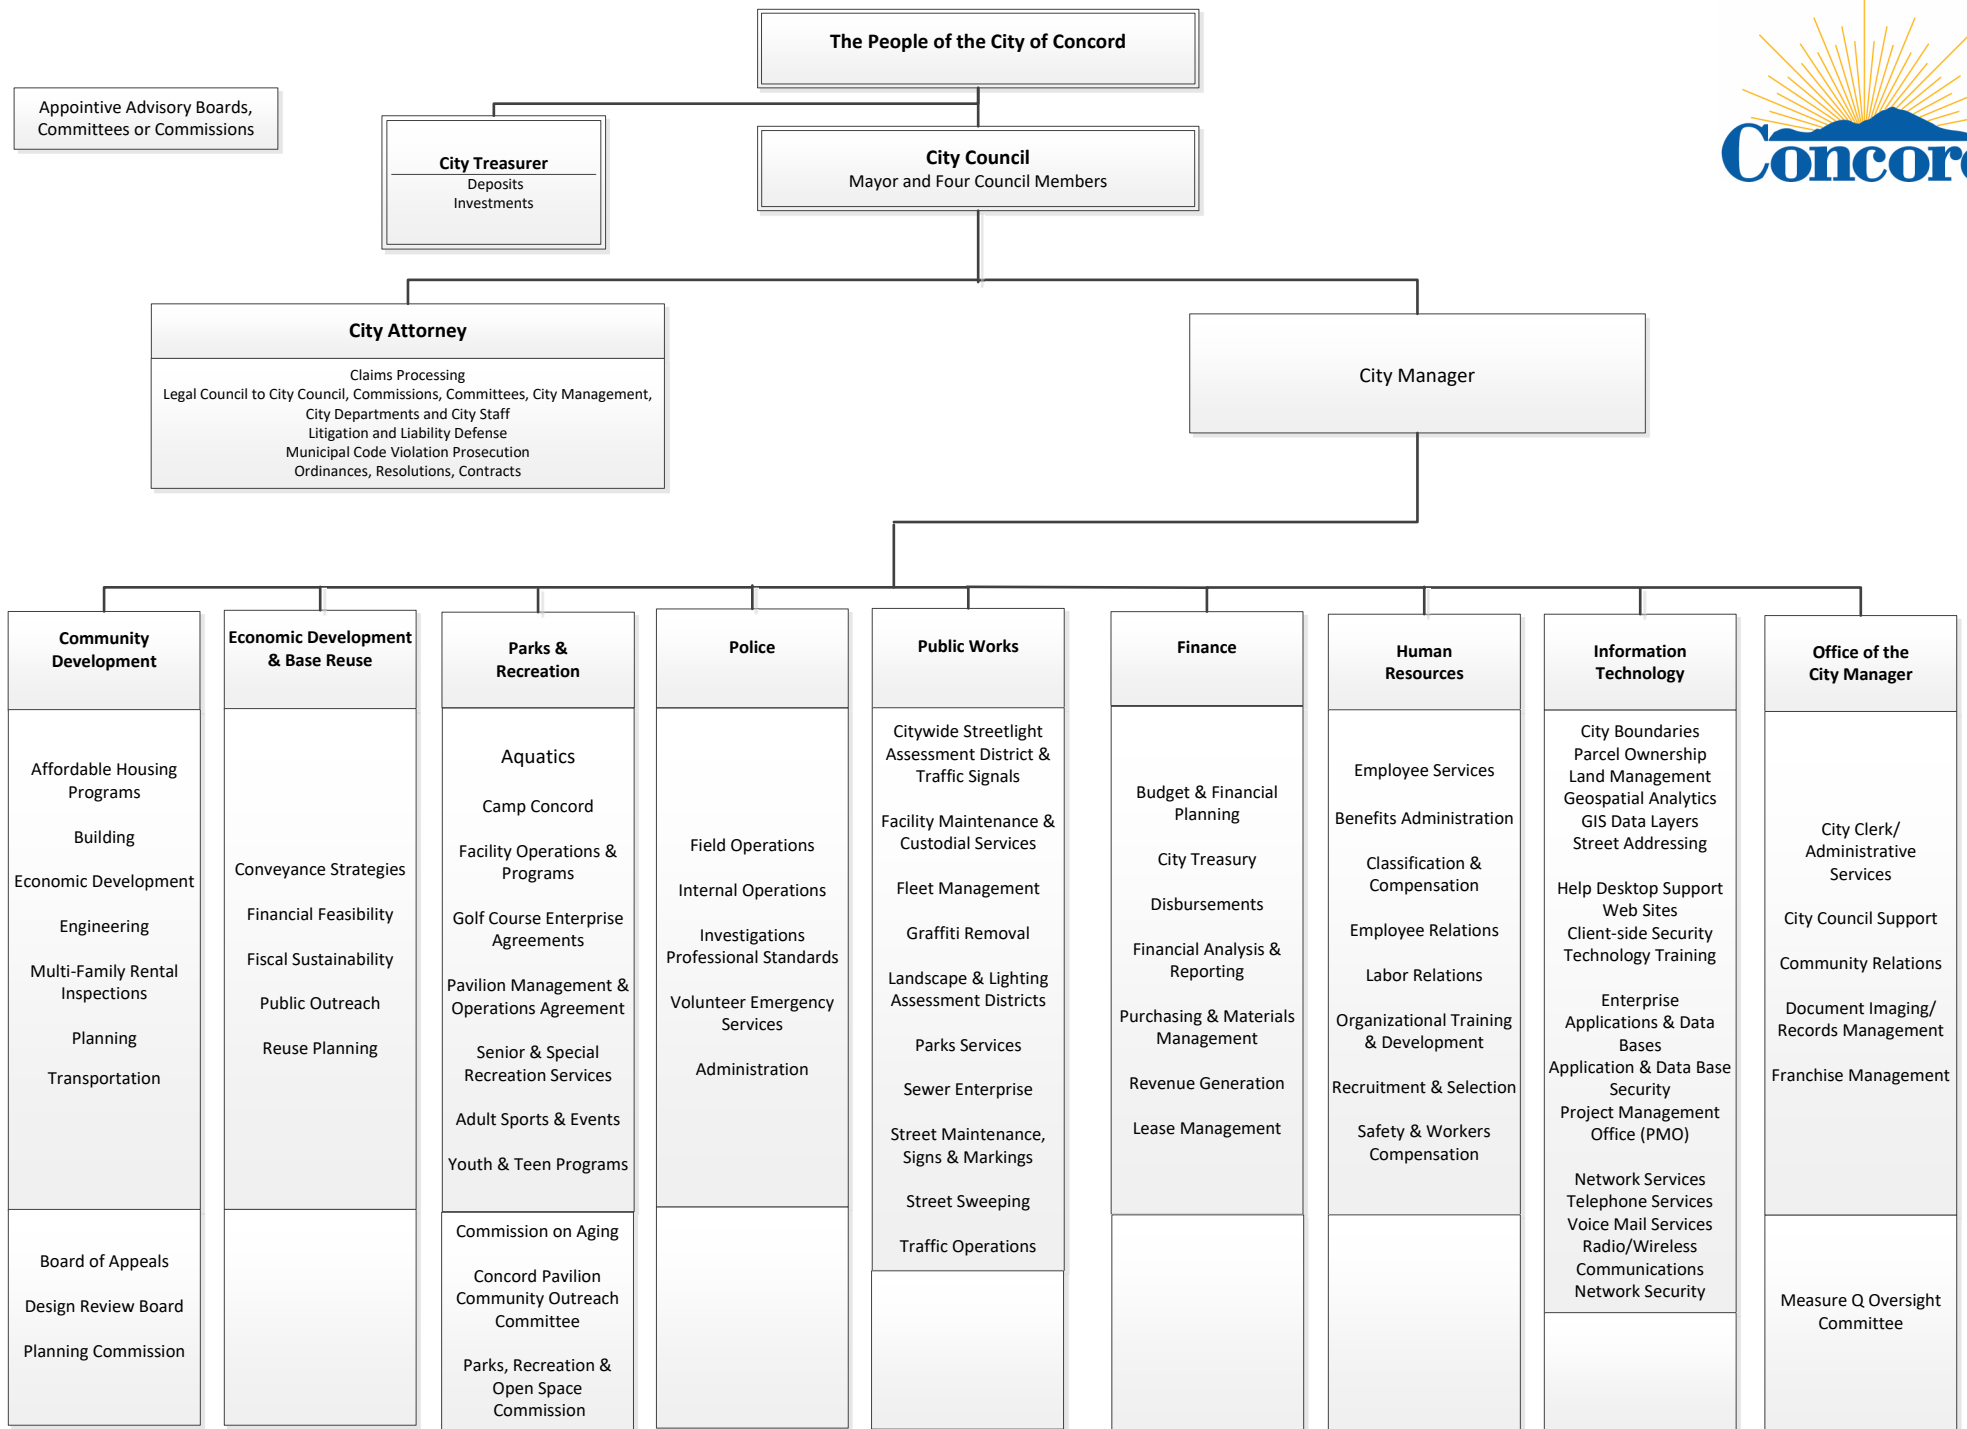 The People of the City of Concord
Concor
Appointive Advisory Boards,
Committees or Commissions
City Treasurer
Deposits
Investments
City Council
Mayor and Four Council Members
City Attorney
Claims Processing
Legal Council to City Council, Commissions, Committees, City Management,
City Departments and City Staff
Litigation and Liability Defense
Municipal Code Violation Prosecution
Ordinances, Resolutions, Contracts
City Manager
Community
Development
Affordable Housing
Programs
Building
Economic Development
Engineering
Multi-Family Rental
Inspections
Planning
Transportation
Board of Appeals
Design Review Board
Planning Commission
Economic Development
& Base Reuse
Conveyance Strategies
Financial Feasibility
Fiscal Sustainability
Public Outreach
Reuse Planning
Parks &
Recreation
Aquatics
Camp Concord
Facility Operations &
Programs
Golf Course Enterprise
Agreements
Pavilion Management &
Operations Agreement
Senior & Special
Recreation Services
Adult Sports & Events
Youth & Teen Programs
Commission on Aging
Concord Pavilion
Community Outreach
Committee
Parks, Recreation &
Open Space
Commission
Police
Field Operations
Internal Operations
Investigations
Professional Standards
Volunteer Emergency
Services
Administration
Public Works
Citywide Streetlight
Assessment District &
Traffic Signals
Facility Maintenance &
Custodial Services
Fleet Management
Graffiti Removal
Landscape & Lighting
Assessment Districts
Parks Services
Sewer Enterprise
Street Maintenance,
Signs & Markings
Street Sweeping
Traffic Operations
Finance
Budget & Financial
Planning
City Treasury
Disbursements
Financial Analysis &
Reporting
Purchasing & Materials
Management
Revenue Generation
Lease Management
Human
Resources
Employee Services
Benefits Administration
Classification &
Compensation
Employee Relations
Labor Relations
Organizational Training
& Development
Recruitment & Selection
Safety & Workers
Compensation
Information
Technology
City Boundaries
Parcel Ownership
Land Management
Geospatial Analytics
GIS Data Layers
Street Addressing
Help Desktop Support
Web Sites
Client-side Security
Technology Training
Enterprise
Applications & Data
Bases
Application & Data Base
Security
Project Management
Office (PMO)
Network Services
Telephone Services
Voice Mail Services
Radio/Wireless
Communications
Network Security
Office of the
City Manager
City Clerk/
Administrative
Services
City Council Support
Community Relations
Document Imaging/
Records Management
Franchise Management
Measure Q Oversight
Committee